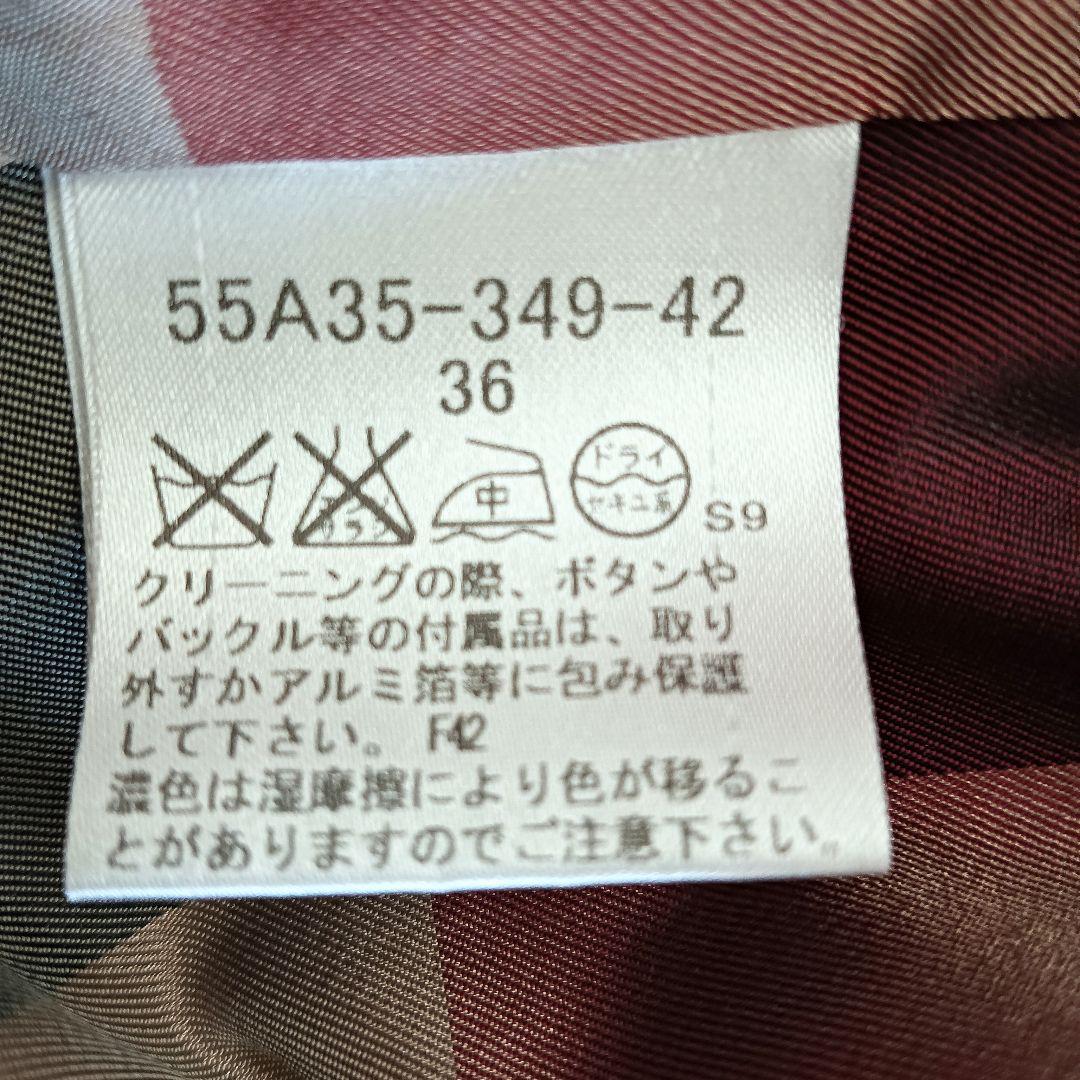 55A35-349-42
36
中
ドライ
セキユ系
S9
クリーニングの際、ボタンや
バックル等の付属品は、取り
外すかアルミ箔等に包み保護
して下さい。 F42
濃色は湿摩擦により色が移るこ
とがありますのでご注意下さい。